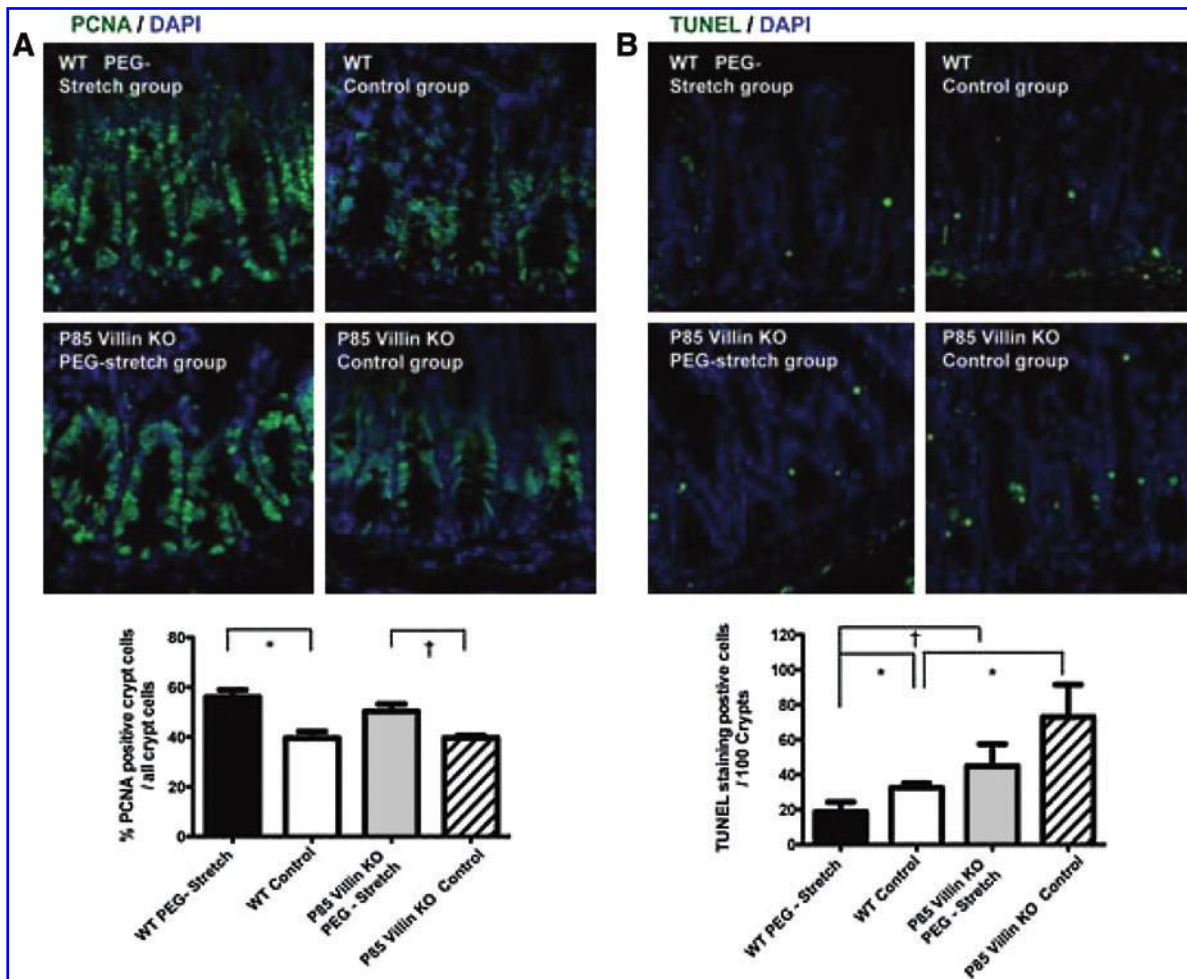 PCNA / DAPI
A
WT PEG-
Stretch group
WT
Control group
P85 Villin KO
PEG-stretch group
P85 Villin KO
Control group
% PCNA positive crypt cells
/ all crypt cells
80
60
40
20
0
*
†
WT PEG- Stretch
WT Control
P85 Villin KO
PEG - Stretch
P85 Villin KO Control
TUNEL / DAPI
B
WT PEG-
Stretch group
WT
Control group
P85 Villin KO
PEG-stretch group
P85 Villin KO
Control group
TUNEL staining postive cells
/ 100 Crypts
120
100
80
60
40
20
0
†
*
*
WT PEG - Stretch
WT Control
P85 Villin KO
PEG - Stretch
P85 Villin KO Control